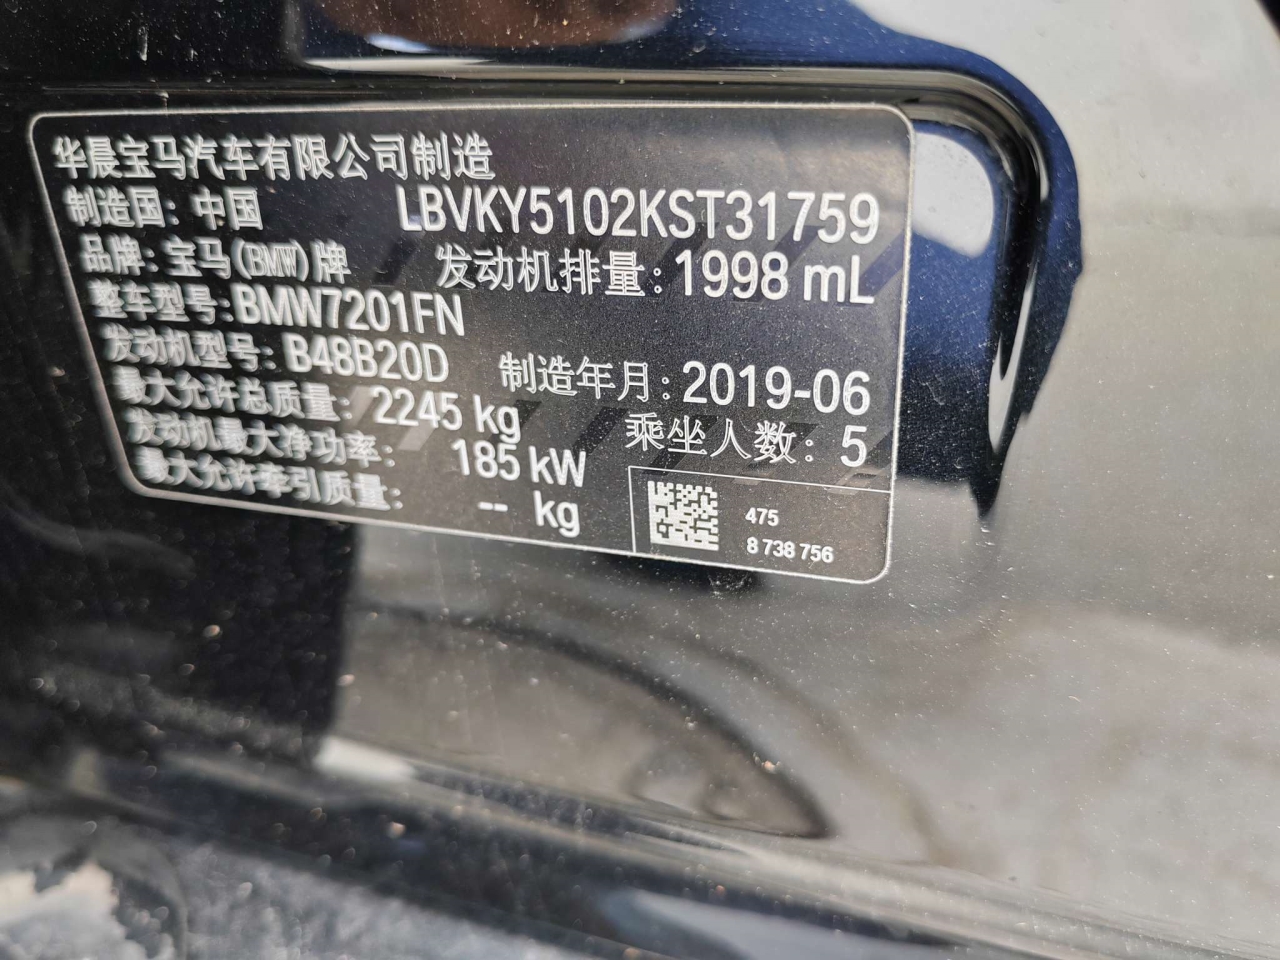 华晨宝马汽车有限公司制造
制造国: 中国 LBVKY5102KST31759
品牌: 宝马(BMW)牌 发动机排量: 1998 mL
整车型号: BMW7201FN
发动机型号: B48B20D 制造年月: 2019-06
最大允许总质量: 2245 kg 乘坐人数: 5
发动机最大净功率: 185 kW
最大允许牵引质量: -- kg
475
8 738 756